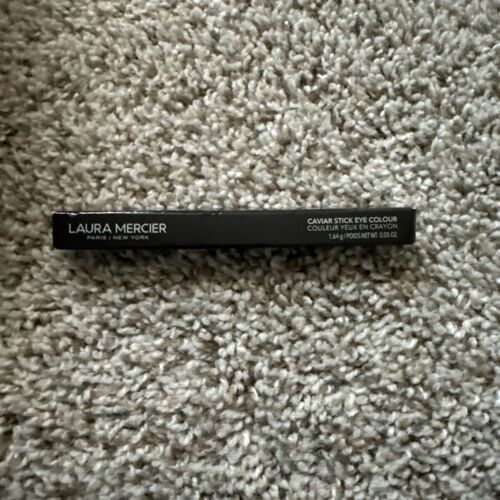 LAURA MERCIER
PARIS | NEW YORK
CAVIAR STICK EYE COLOUR
COULEUR YEUX EN CRAYON
1.64 g / POIDS NET WT. 0.05 OZ.